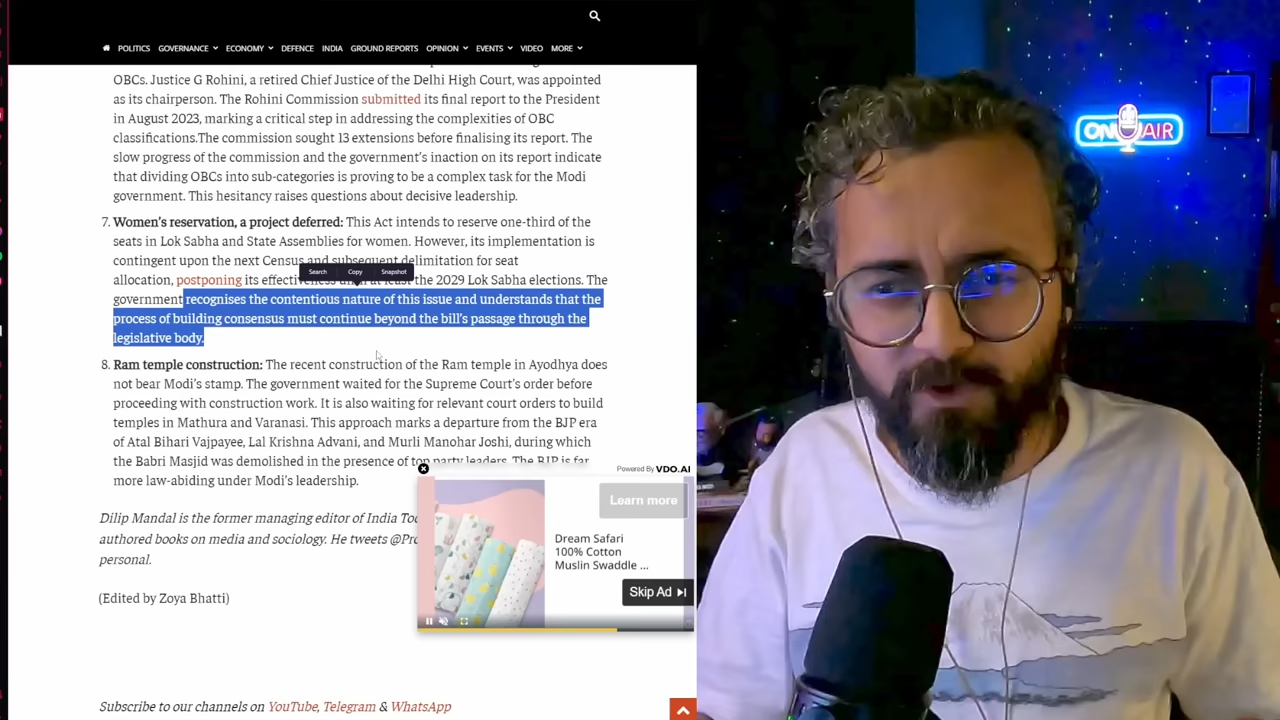 POLITICS GOVERNANCE ECONOMY DEFENCE INDIA GROUND REPORTS OPINION EVENTS VIDEO MORE
OBCs. Justice G Rohini, a retired Chief Justice of the Delhi High Court, was appointed
as its chairperson. The Rohini Commission submitted its final report to the President
in August 2023, marking a critical step in addressing the complexities of OBC
classifications.The commission sought 13 extensions before finalising its report. The
slow progress of the commission and the government's inaction on its report indicate
that dividing OBCs into sub-categories is proving to be a complex task for the Modi
government. This hesitancy raises questions about decisive leadership.
7. Women's reservation, a project deferred: This Act intends to reserve one-third of the
seats in Lok Sabha and State Assemblies for women. However, its implementation is
contingent upon the next Census and subsequent delimitation for seat
Search Copy Snapshot
allocation, postponing its the 2029 Lok Sabha elections. The
government recognises the contentious nature of this issue and understands that the
process of building consensus must continue beyond the bill's passage through the
legislative body.
8. Ram temple construction: The recent construction of the Ram temple in Ayodhya does
not bear Modi's stamp. The government waited for the Supreme Court's order before
proceeding with construction work. It is also waiting for relevant court orders to build
temples in Mathura and Varanasi. This approach marks a departure from the BJP era
of Atal Bihari Vajpayee, Lal Krishna Advani, and Murli Manohar Joshi, during which
the Babri Masjid was demolished in the presence of top party leaders. The BJP is far
more law-abiding under Modi's leadership.
Powered By VDO.AI
Learn more
Dream Safari
100% Cotton
Muslin Swaddle ...
Skip Ad
Dilip Mandal is the former managing editor of India
authored books on media and sociology. He tweets
personal.
(Edited by Zoya Bhatti)
Subscribe to our channels on YouTube, Telegram & WhatsApp
ON AIR